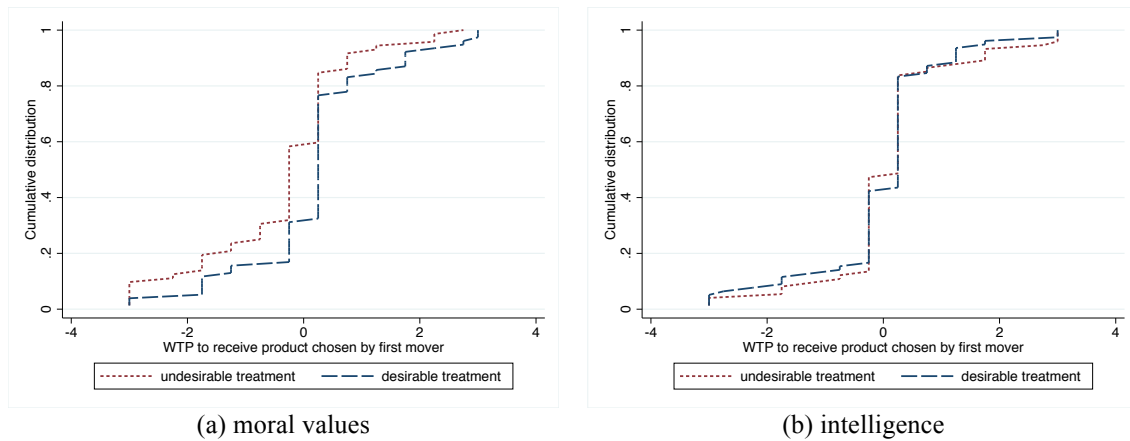 Cumulative distribution
1
.8
.6
.4
.2
0
-4 -2 0 2 4
WTP to receive product chosen by first mover
undesirable treatment desirable treatment
(a) moral values
Cumulative distribution
1
.8
.6
.4
.2
0
-4 -2 0 2 4
WTP to receive product chosen by first mover
undesirable treatment desirable treatment
(b) intelligence